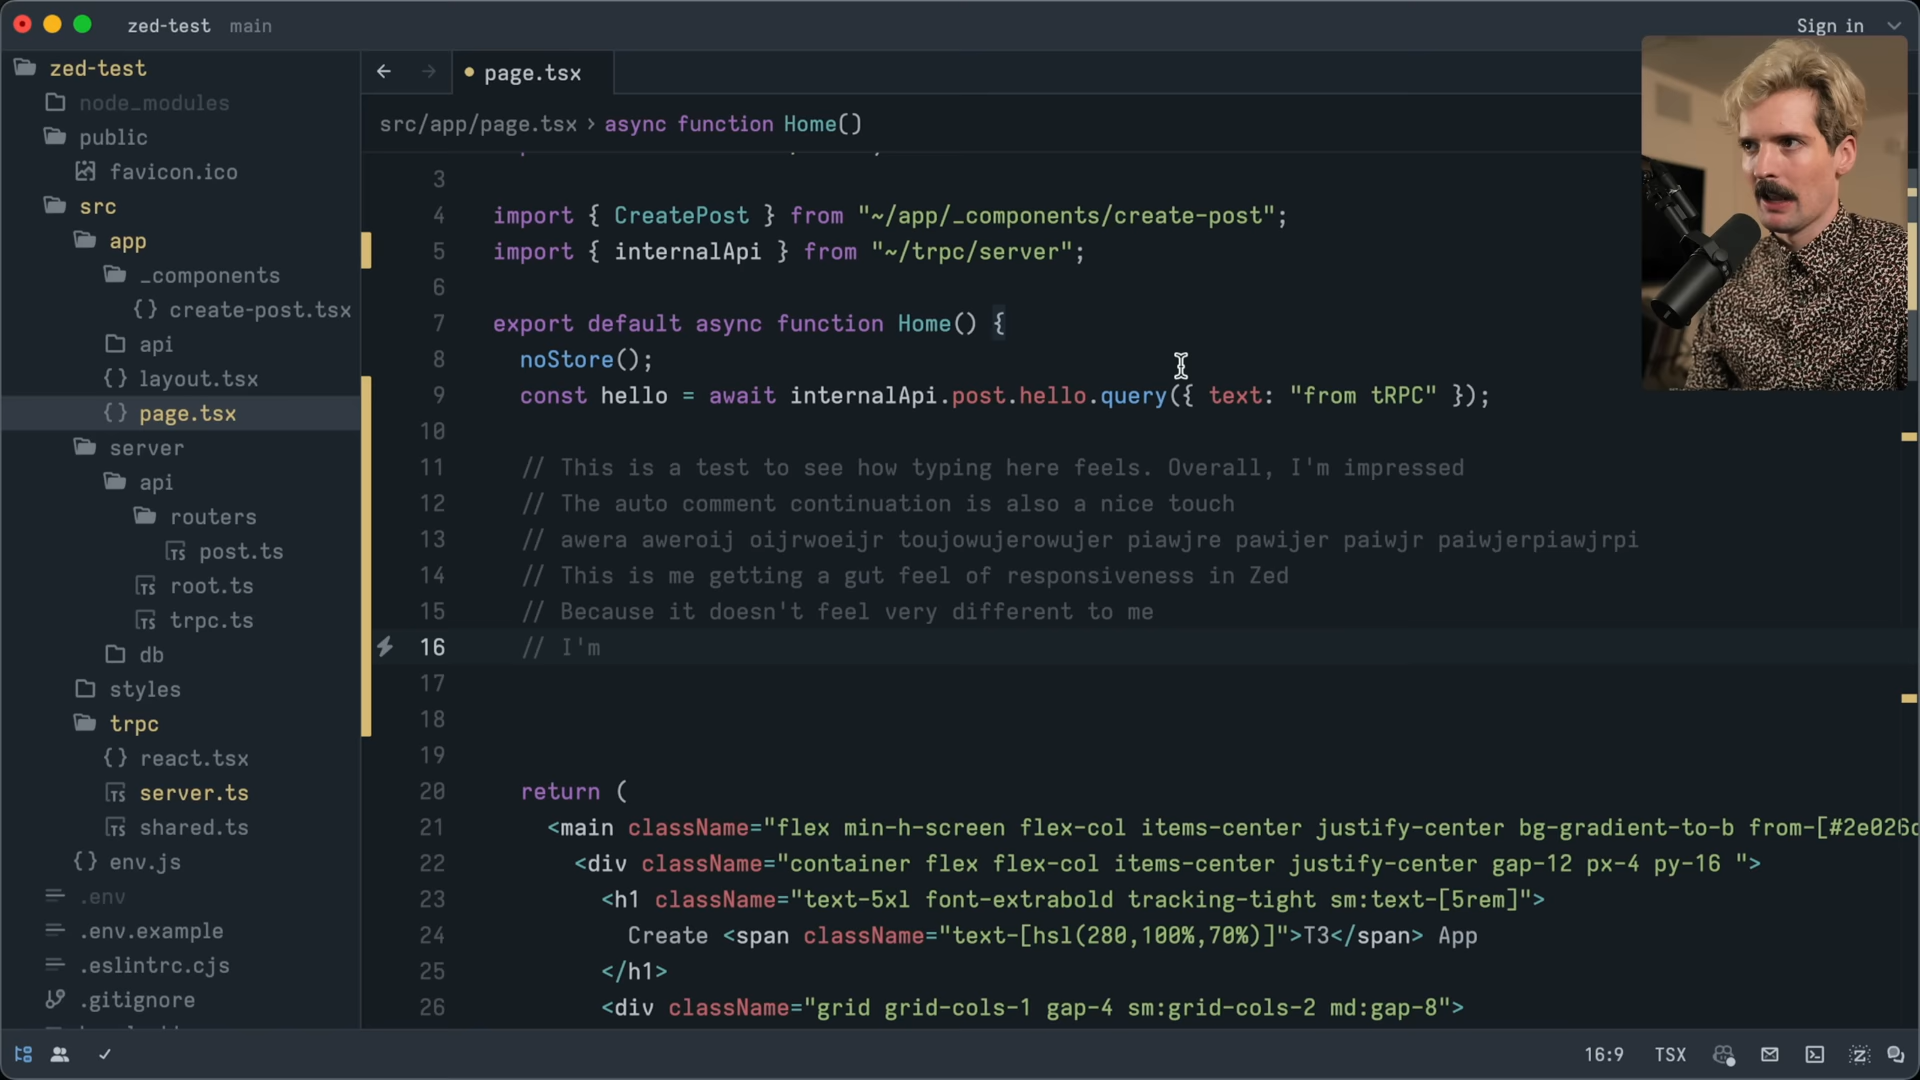 zed-test main
Sign in
zed-test
node_modules
public
favicon.ico
src
app
_components
create-post.tsx
api
layout.tsx
page.tsx
server
api
routers
TS post.ts
TS root.ts
TS trpc.ts
db
styles
trpc
react.tsx
TS server.ts
TS shared.ts
env.js
.env
.env.example
.eslintrc.cjs
.gitignore
page.tsx
src/app/page.tsx › async function Home()
3
4 import { CreatePost } from "~/app/_components/create-post";
5 import { internalApi } from "~/trpc/server";
6
7 export default async function Home() {
8 noStore();
9 const hello = await internalApi.post.hello.query({ text: "from tRPC" });
10
11 // This is a test to see how typing here feels. Overall, I'm impressed
12 // The auto comment continuation is also a nice touch
13 // awera aweroij oijrwoeijr toujowujerowujer piawjre pawijer paiwjr paiwjerpiawjrpi
14 // This is me getting a gut feel of responsiveness in Zed
15 // Because it doesn't feel very different to me
16 // I'm
17
18
19
20 return (
21 <main className="flex min-h-screen flex-col items-center justify-center bg-gradient-to-b from-[#2e026
22 <div className="container flex flex-col items-center justify-center gap-12 px-4 py-16 ">
23 <h1 className="text-5xl font-extrabold tracking-tight sm:text-[5rem]">
24 Create <span className="text-[hsl(280,100%,70%)]">T3</span> App
25 </h1>
26 <div className="grid grid-cols-1 gap-4 sm:grid-cols-2 md:gap-8">
16:9 TSX